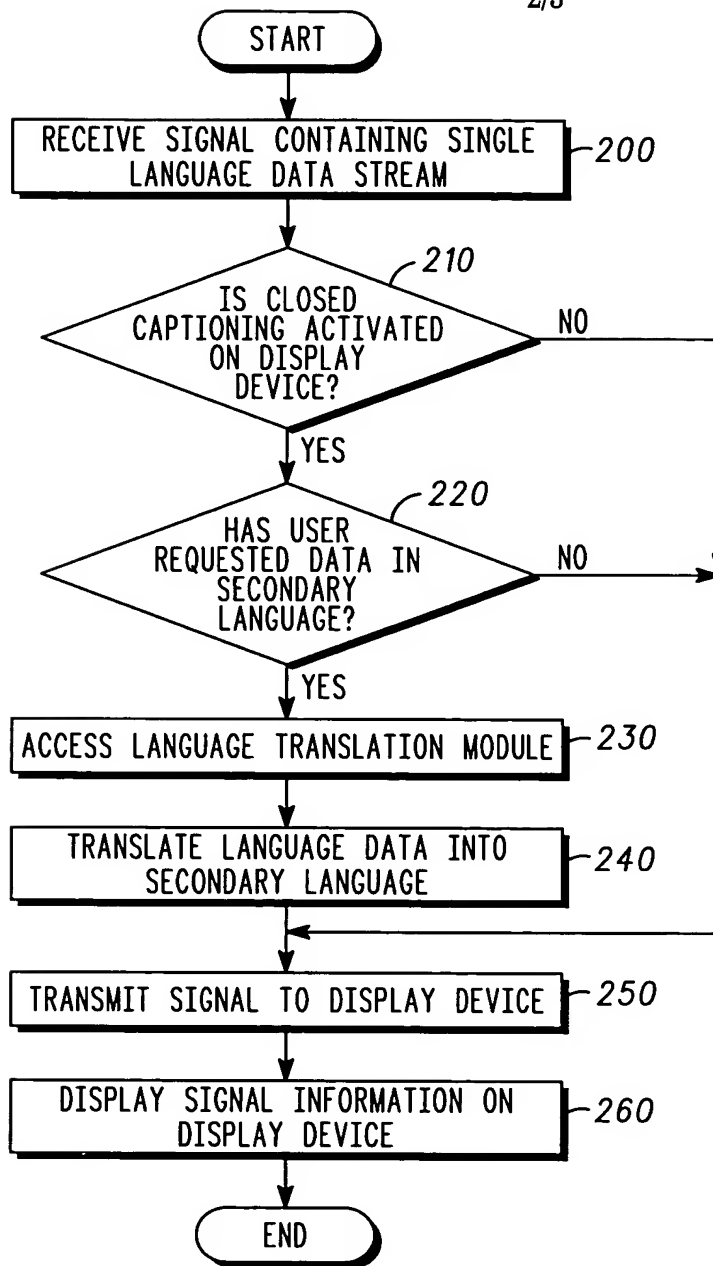 2/3
START
RECEIVE SIGNAL CONTAINING SINGLE
LANGUAGE DATA STREAM
200
210
IS CLOSED
CAPTIONING ACTIVATED
ON DISPLAY
DEVICE?
NO
YES
220
HAS USER
REQUESTED DATA IN
SECONDARY
LANGUAGE?
NO
YES
ACCESS LANGUAGE TRANSLATION MODULE
230
TRANSLATE LANGUAGE DATA INTO
SECONDARY LANGUAGE
240
TRANSMIT SIGNAL TO DISPLAY DEVICE
250
DISPLAY SIGNAL INFORMATION ON
DISPLAY DEVICE
260
END